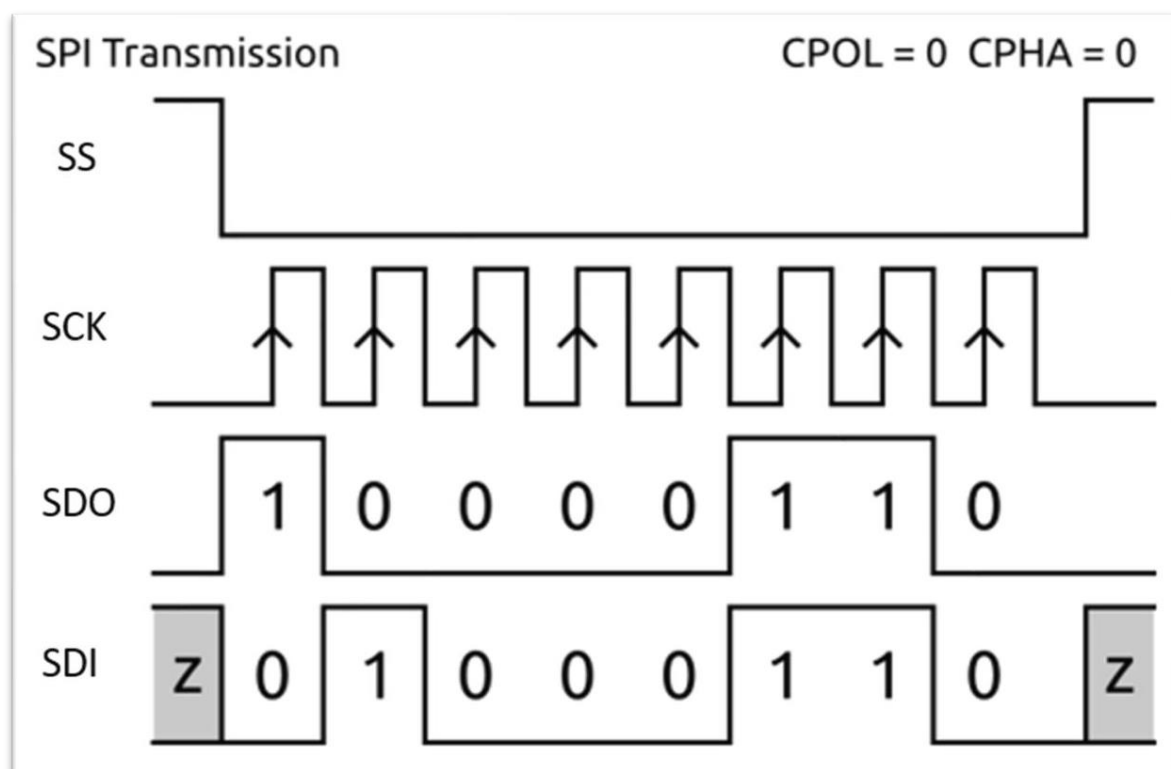 SPI Transmission CPOL = 0 CPHA = 0
SS
SCK
SDO 1 0 0 0 0 1 1 0
SDI Z 0 1 0 0 0 1 1 0 Z